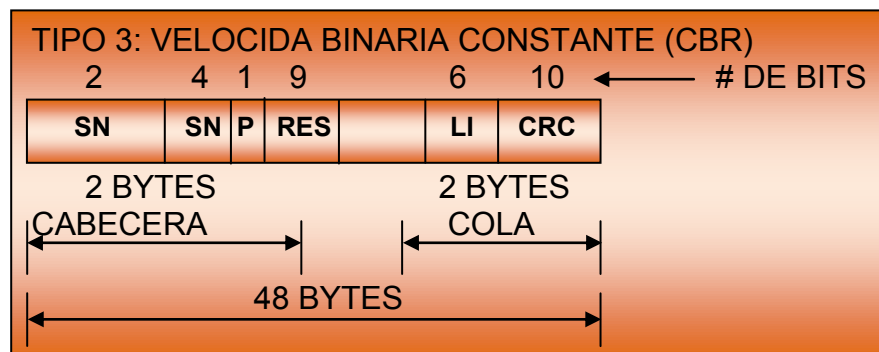 TIPO 3: VELOCIDA BINARIA CONSTANTE (CBR)
2 4 1 9 6 10 # DE BITS
SN SN P RES LI CRC
2 BYTES 2 BYTES
CABECERA COLA
48 BYTES